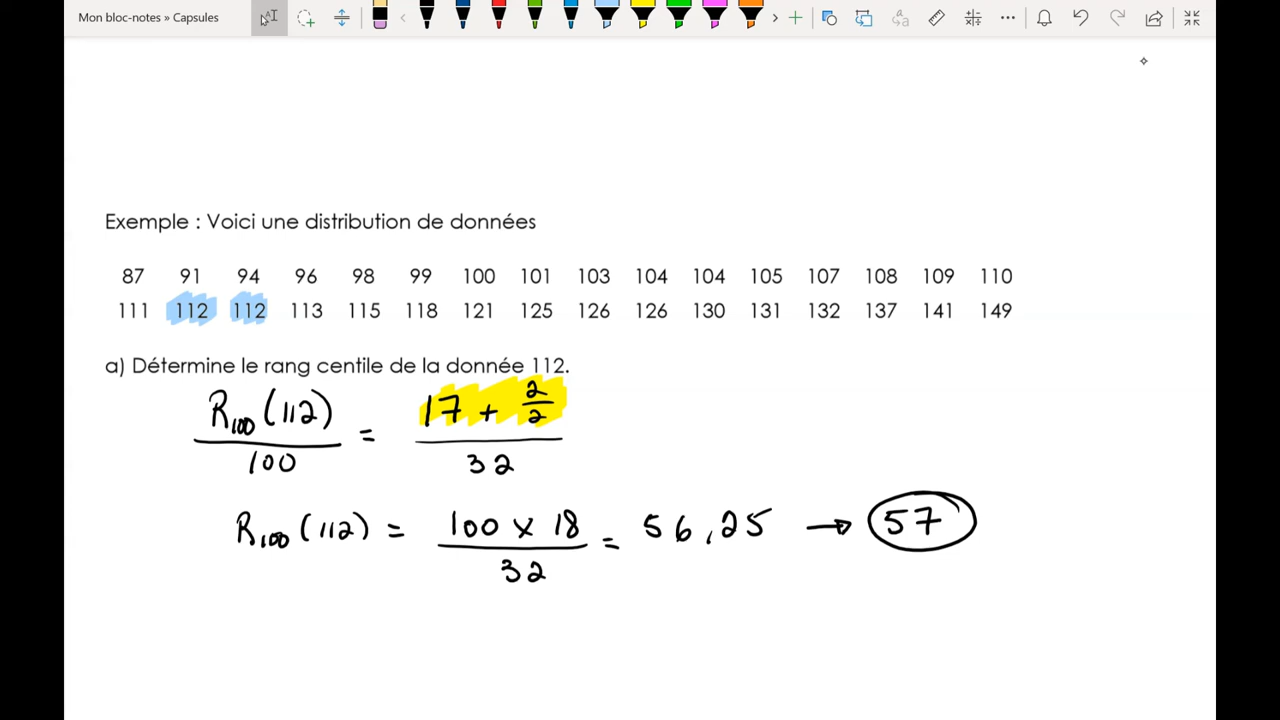 Mon bloc-notes » Capsules
Exemple : Voici une distribution de données
87 91 94 96 98 99 100 101 103 104 104 105 107 108 109 110
111 112 112 113 115 118 121 125 126 126 130 131 132 137 141 149
a) Détermine le rang centile de la donnée 112.
R₁₀₀(112)/100 = (17 + 2/2)/32
R₁₀₀(112) = (100 x 18)/32 = 56,25 → 57